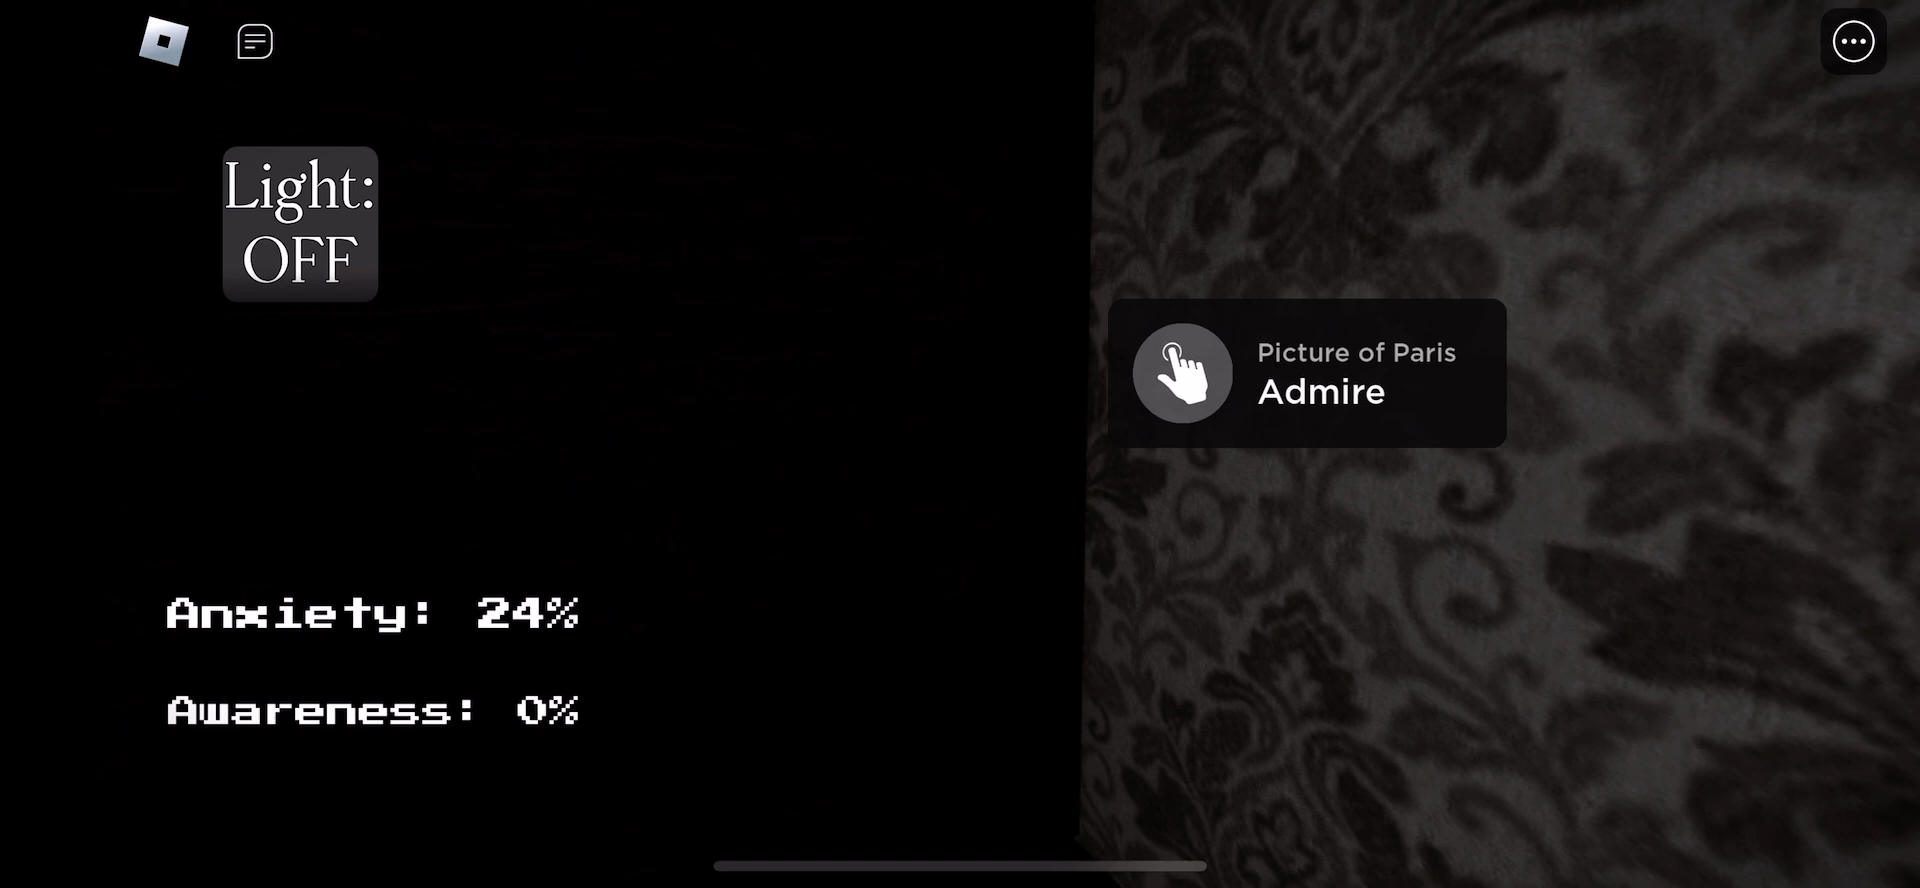 Light:
OFF
Picture of Paris
Admire
Anxiety: 24%
Awareness: 0%